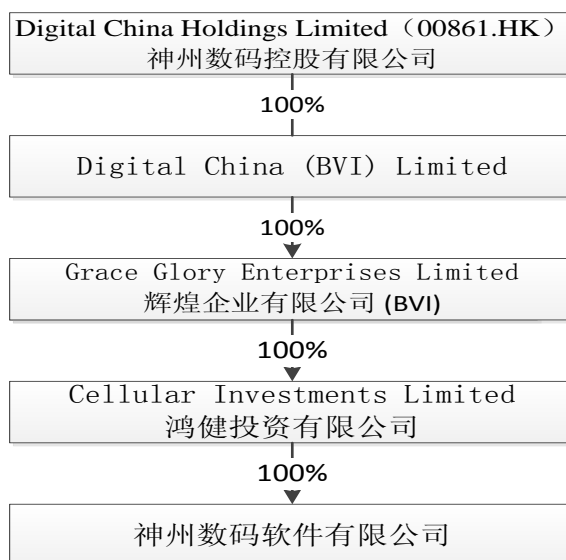 Digital China Holdings Limited（00861.HK）
神州数码控股有限公司
100%
Digital China (BVI) Limited
100%
Grace Glory Enterprises Limited
辉煌企业有限公司 (BVI)
100%
Cellular Investments Limited
鸿健投资有限公司
100%
神州数码软件有限公司